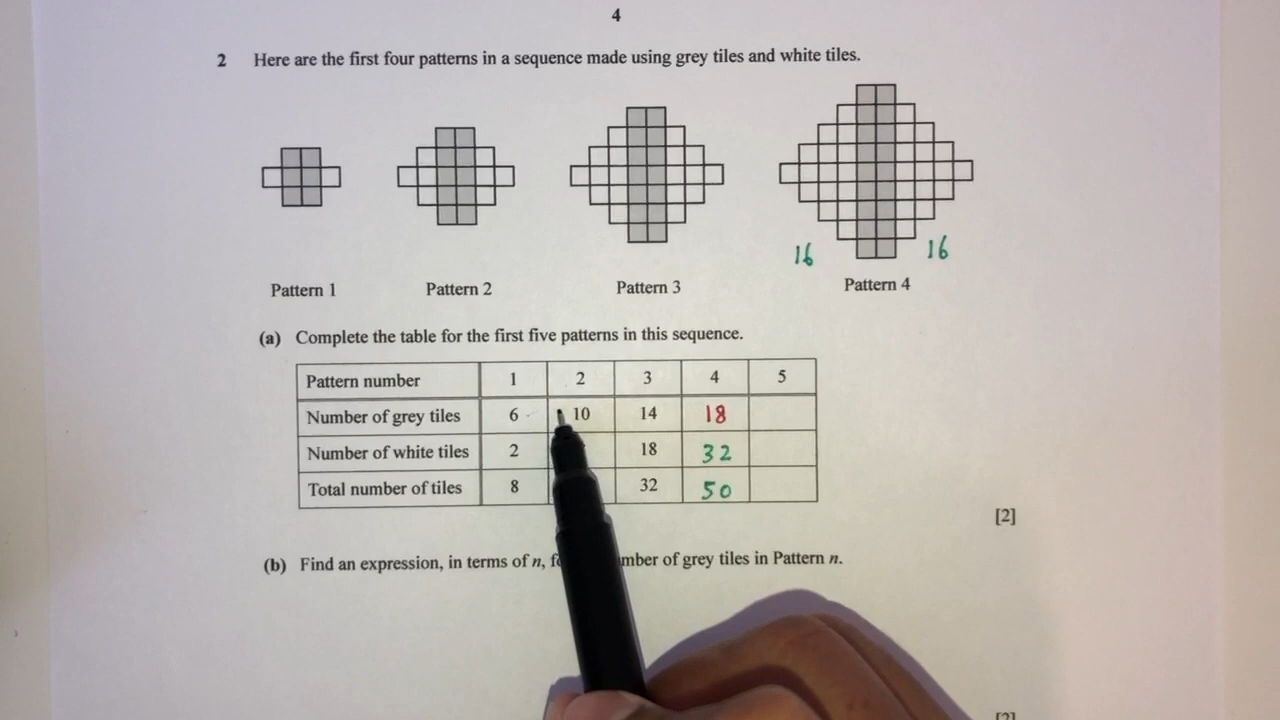 4
2 Here are the first four patterns in a sequence made using grey tiles and white tiles.
16 16
Pattern 1 Pattern 2 Pattern 3 Pattern 4
(a) Complete the table for the first five patterns in this sequence.
Pattern number 1 2 3 4 5
Number of grey tiles 6 10 14 18
Number of white tiles 2 18 32
Total number of tiles 8 32 50
[2]
(b) Find an expression, in terms of n, of grey tiles in Pattern n.
[2]